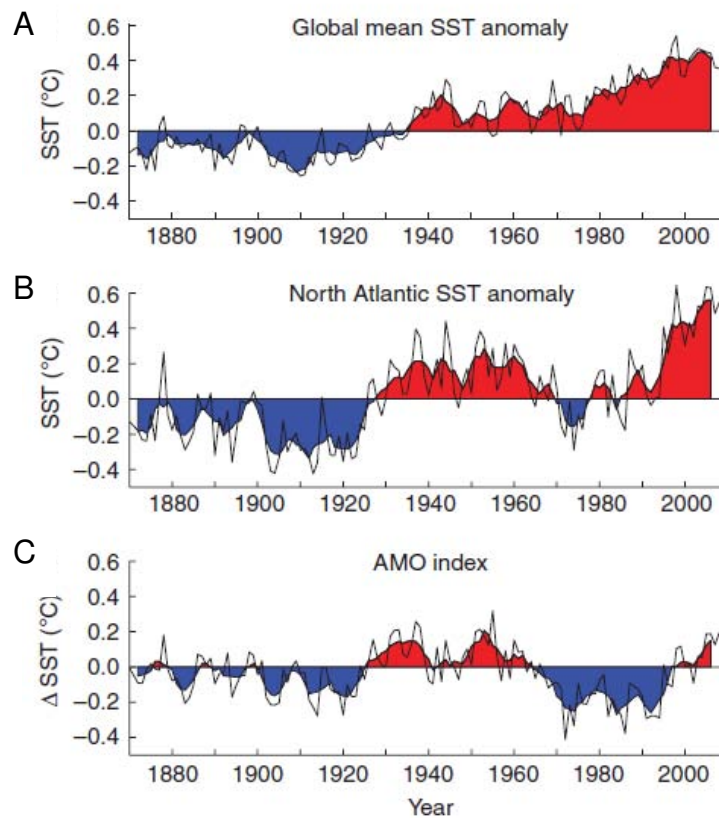 A
Global mean SST anomaly
SST (°C)
0.6
0.4
0.2
0.0
−0.2
−0.4
1880 1900 1920 1940 1960 1980 2000
B
North Atlantic SST anomaly
SST (°C)
0.6
0.4
0.2
0.0
−0.2
−0.4
1880 1900 1920 1940 1960 1980 2000
C
AMO index
Δ SST (°C)
0.6
0.4
0.2
0.0
−0.2
−0.4
1880 1900 1920 1940 1960 1980 2000
Year